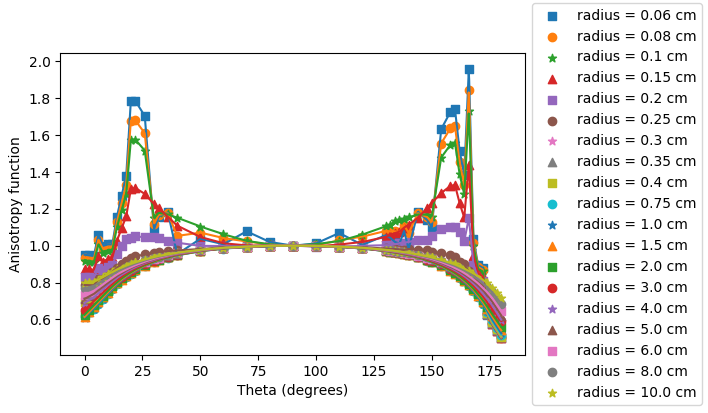 2.0
1.8
1.6
1.4
1.2
1.0
0.8
0.6
Anisotropy function
0
25
50
75
100
125
150
175
Theta (degrees)
radius = 0.06 cm
radius = 0.08 cm
radius = 0.1 cm
radius = 0.15 cm
radius = 0.2 cm
radius = 0.25 cm
radius = 0.3 cm
radius = 0.35 cm
radius = 0.4 cm
radius = 0.75 cm
radius = 1.0 cm
radius = 1.5 cm
radius = 2.0 cm
radius = 3.0 cm
radius = 4.0 cm
radius = 5.0 cm
radius = 6.0 cm
radius = 8.0 cm
radius = 10.0 cm